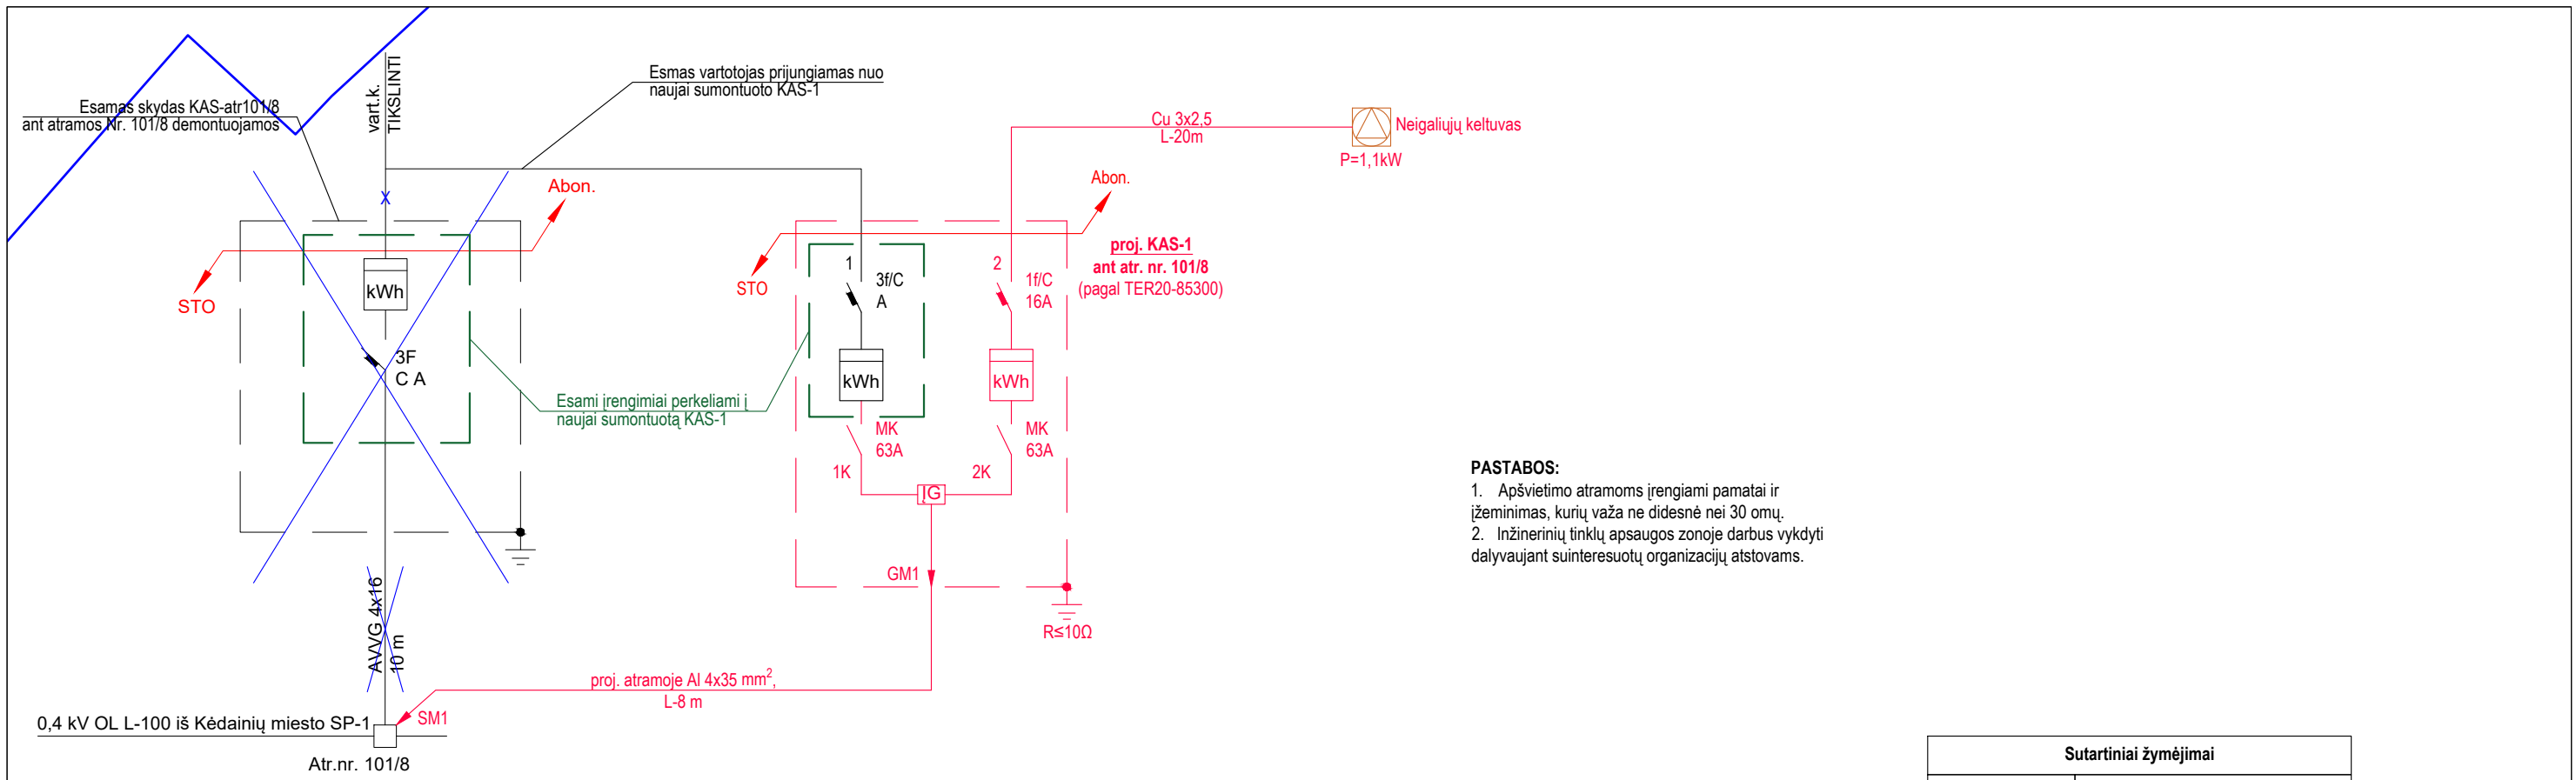 Esamas skydas KAS-atr101/8
ant atramos Nr. 101/8 demontuojamos
vart.k.
TIKSLINTI
Esmas vartotojas prijungiamas nuo
naujai sumontuoto KAS-1
Cu 3x2,5
L-20m
Neigaliųjų keltuvas
P=1,1kW
X
Abon.
STO
kWh
3F
C A
Abon.
STO
proj. KAS-1
ant atr. nr. 101/8
(pagal TER20-85300)
1
3f/C
A
2
1f/C
16A
kWh
kWh
Esami įrengimiai perkeliami į
naujai sumontuotą KAS-1
MK
63A
1K
MK
63A
2K
ĮG
GM1
R≤10Ω
AVVG 4x16
10 m
proj. atramoje Al 4x35 mm²,
L-8 m
SM1
0,4 kV OL L-100 iš Kėdainių miesto SP-1
Atr.nr. 101/8
PASTABOS:
1. Apšvietimo atramoms įrengiami pamatai ir
įžeminimas, kurių važa ne didesnė nei 30 omų.
2. Inžinerinių tinklų apsaugos zonoje darbus vykdyti
dalyvaujant suinteresuotų organizacijų atstovams.
Sutartiniai žymėjimai